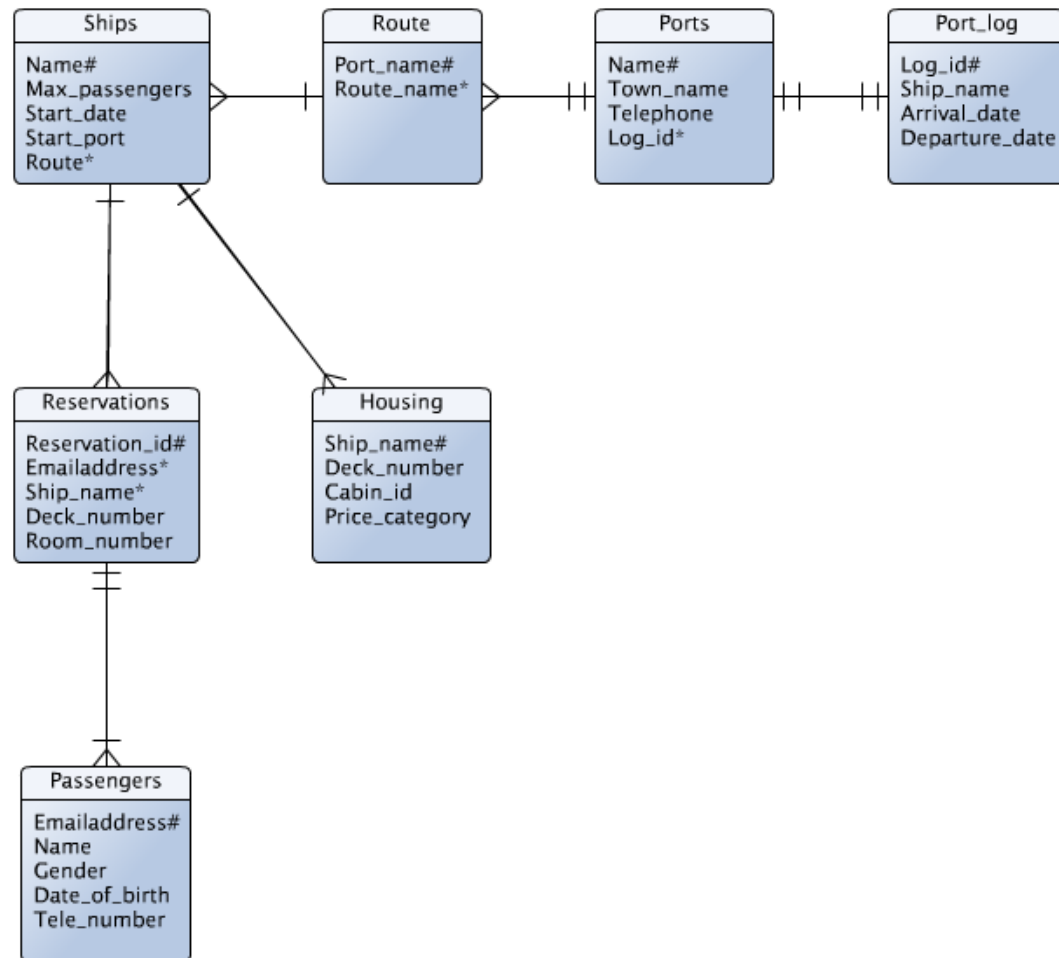 Ships
Name#
Max_passengers
Start_date
Start_port
Route*
Route
Port_name#
Route_name*
Ports
Name#
Town_name
Telephone
Log_id*
Port_log
Log_id#
Ship_name
Arrival_date
Departure_date
Reservations
Reservation_id#
Emailaddress*
Ship_name*
Deck_number
Room_number
Housing
Ship_name#
Deck_number
Cabin_id
Price_category
Passengers
Emailaddress#
Name
Gender
Date_of_birth
Tele_number